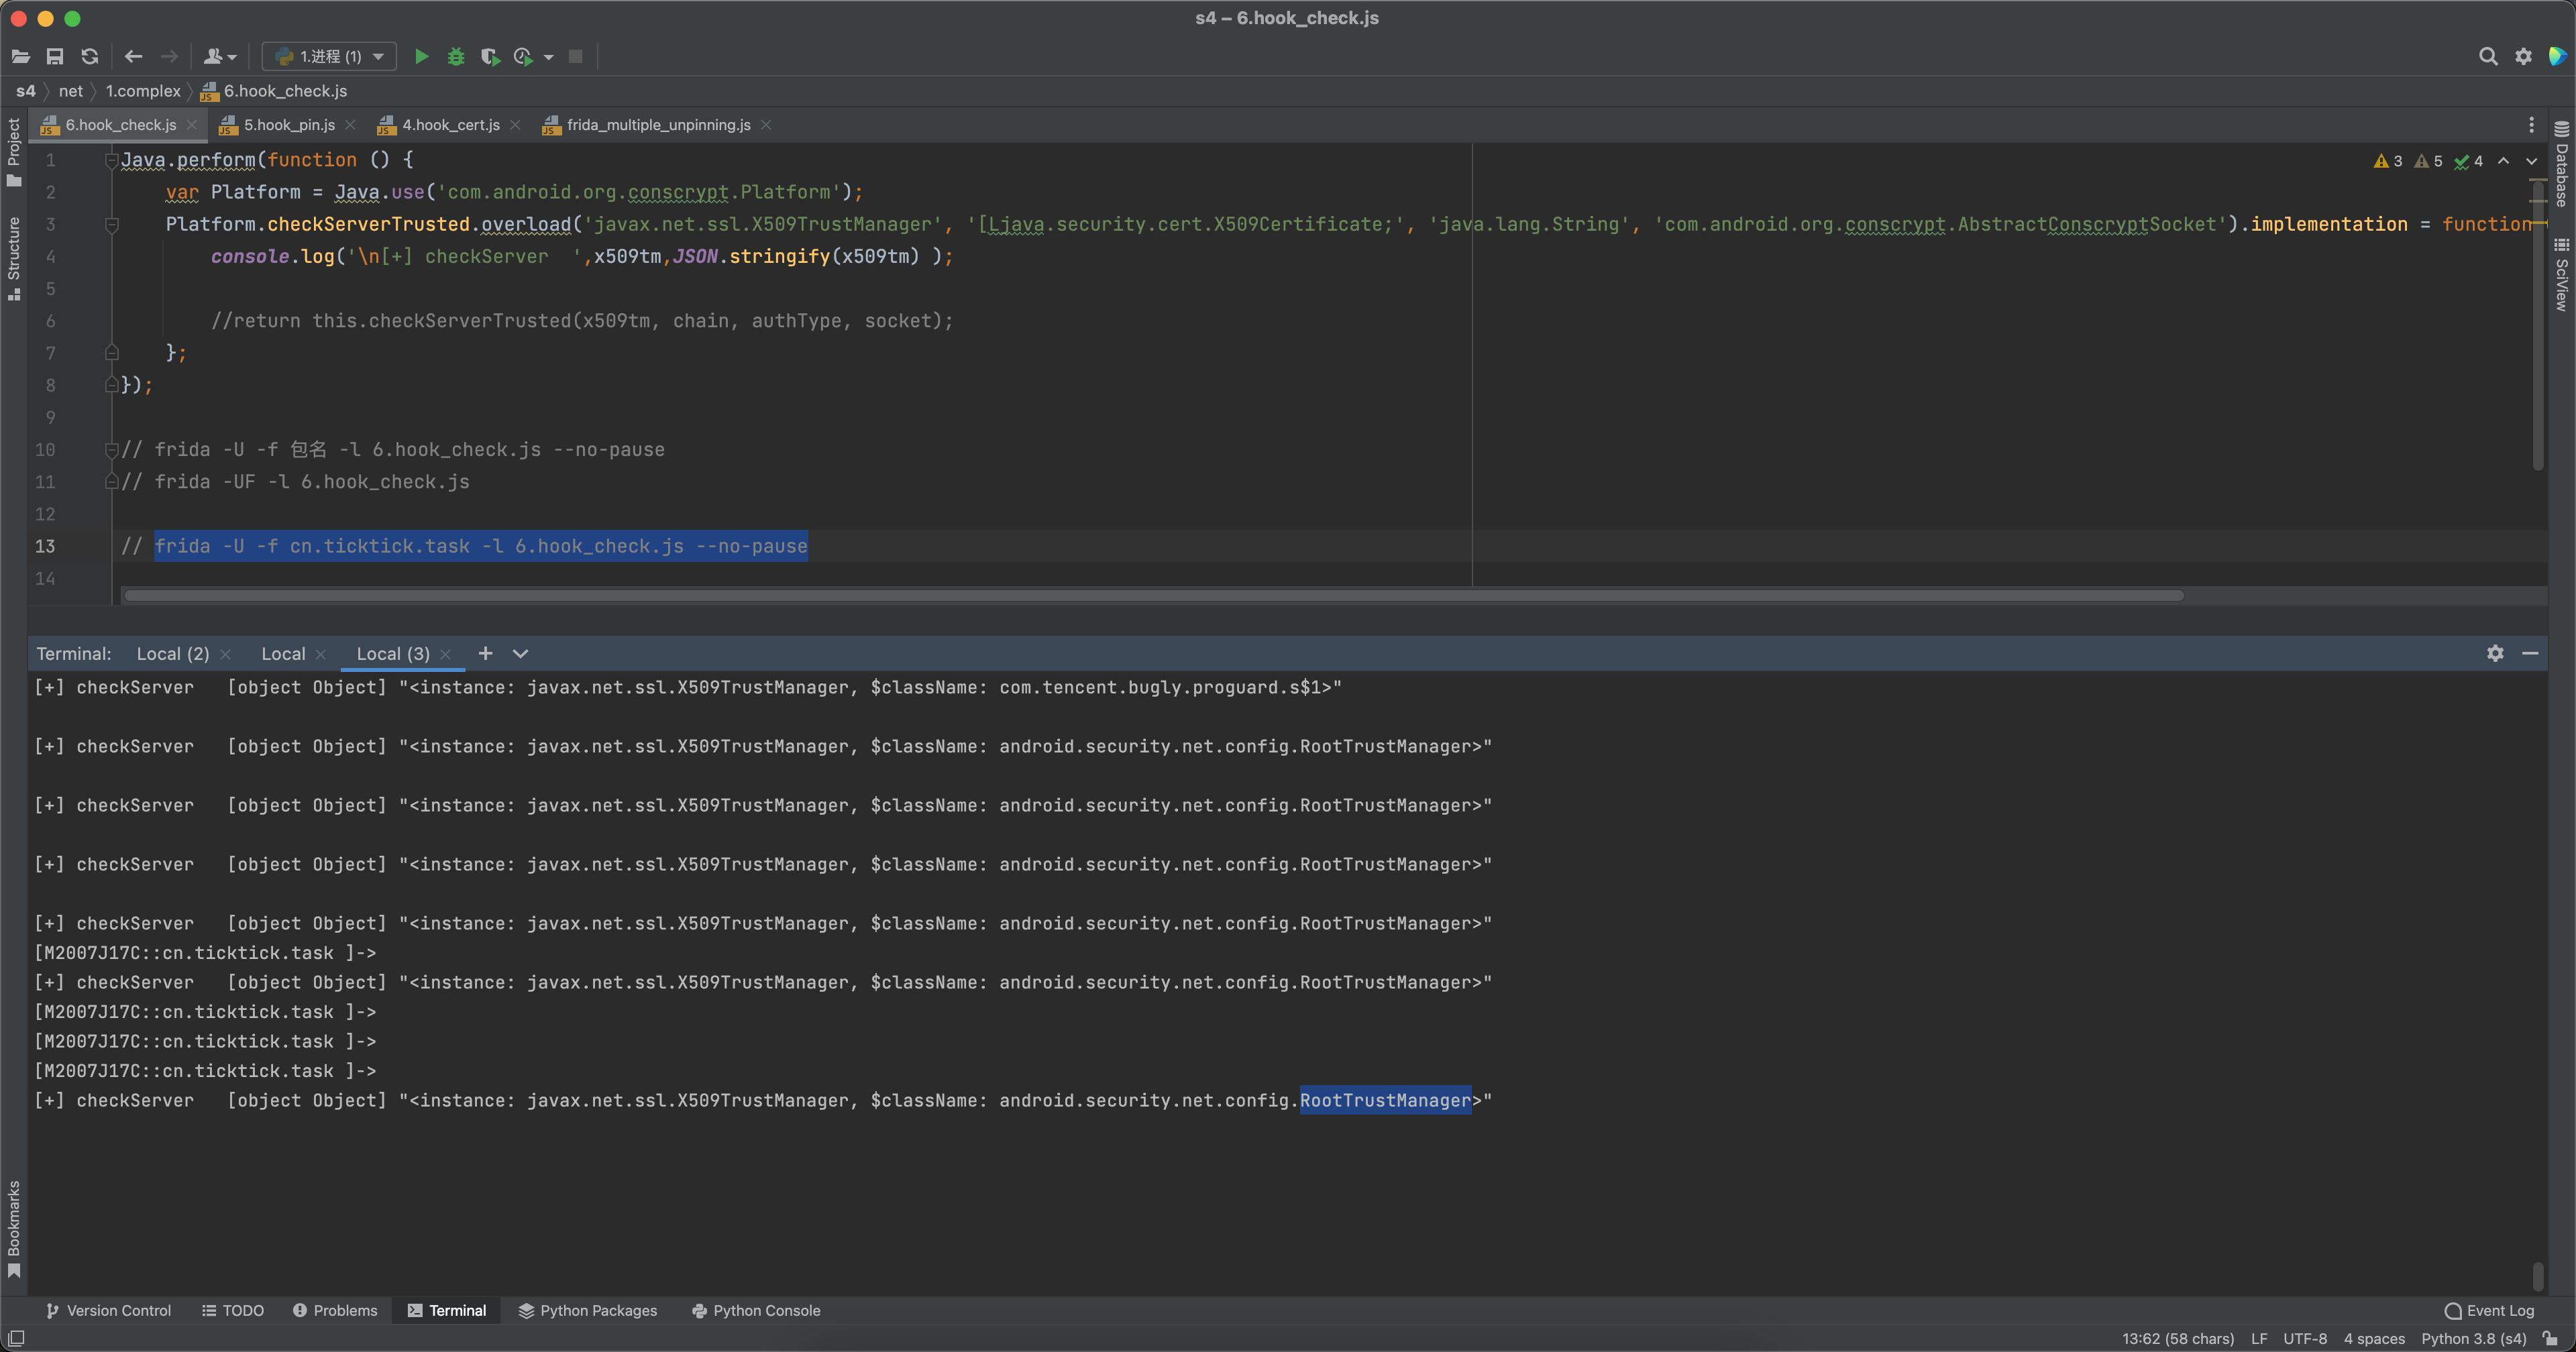 s4 – 6.hook_check.js
1.进程 (1)
s4 net 1.complex 6.hook_check.js
6.hook_check.js 5.hook_pin.js 4.hook_cert.js frida_multiple_unpinning.js
Project
Structure
Bookmarks
Database
SciView
3 5 4
1 Java.perform(function () {
2 var Platform = Java.use('com.android.org.conscrypt.Platform');
3 Platform.checkServerTrusted.overload('javax.net.ssl.X509TrustManager', '[Ljava.security.cert.X509Certificate;', 'java.lang.String', 'com.android.org.conscrypt.AbstractConscryptSocket').implementation = function
4 console.log('\n[+] checkServer  ',x509tm,JSON.stringify(x509tm) );
5
6 //return this.checkServerTrusted(x509tm, chain, authType, socket);
7 };
8 });
9
10 // frida -U -f 包名 -l 6.hook_check.js --no-pause
11 // frida -UF -l 6.hook_check.js
12
13 // frida -U -f cn.ticktick.task -l 6.hook_check.js --no-pause
14
Terminal: Local (2) Local Local (3)
[+] checkServer   [object Object] "<instance: javax.net.ssl.X509TrustManager, $className: com.tencent.bugly.proguard.s$1>"
[+] checkServer   [object Object] "<instance: javax.net.ssl.X509TrustManager, $className: android.security.net.config.RootTrustManager>"
[+] checkServer   [object Object] "<instance: javax.net.ssl.X509TrustManager, $className: android.security.net.config.RootTrustManager>"
[+] checkServer   [object Object] "<instance: javax.net.ssl.X509TrustManager, $className: android.security.net.config.RootTrustManager>"
[+] checkServer   [object Object] "<instance: javax.net.ssl.X509TrustManager, $className: android.security.net.config.RootTrustManager>"
[M2007J17C::cn.ticktick.task ]->
[+] checkServer   [object Object] "<instance: javax.net.ssl.X509TrustManager, $className: android.security.net.config.RootTrustManager>"
[M2007J17C::cn.ticktick.task ]->
[M2007J17C::cn.ticktick.task ]->
[M2007J17C::cn.ticktick.task ]->
[+] checkServer   [object Object] "<instance: javax.net.ssl.X509TrustManager, $className: android.security.net.config.RootTrustManager>"
Version Control TODO Problems Terminal Python Packages Python Console Event Log
13:62 (58 chars) LF UTF-8 4 spaces Python 3.8 (s4)